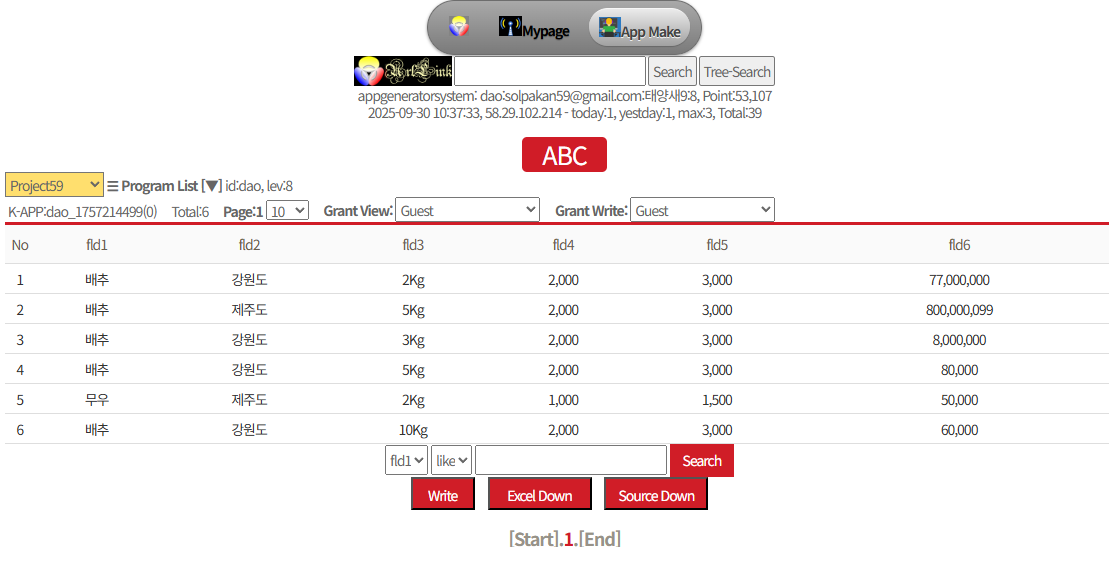 Mypage App Make
UrlLink Search Tree-Search
appgeneratorsystem: dao:solpakan59@gmail.com:태양새9:8, Point:53,107
2025-09-30 10:37:33, 58.29.102.214 - today:1, yestday:1, max:3, Total:39
ABC
Project59 ☰ Program List [▼] id:dao, lev:8
K-APP:dao_1757214499(0) Total:6 Page:1 10 Grant View: Guest Grant Write: Guest
No fld1 fld2 fld3 fld4 fld5 fld6
1 배추 강원도 2Kg 2,000 3,000 77,000,000
2 배추 제주도 5Kg 2,000 3,000 800,000,099
3 배추 강원도 3Kg 2,000 3,000 8,000,000
4 배추 강원도 5Kg 2,000 3,000 80,000
5 무우 제주도 2Kg 1,000 1,500 50,000
6 배추 강원도 10Kg 2,000 3,000 60,000
fld1 like Search
Write Excel Down Source Down
[Start].1.[End]